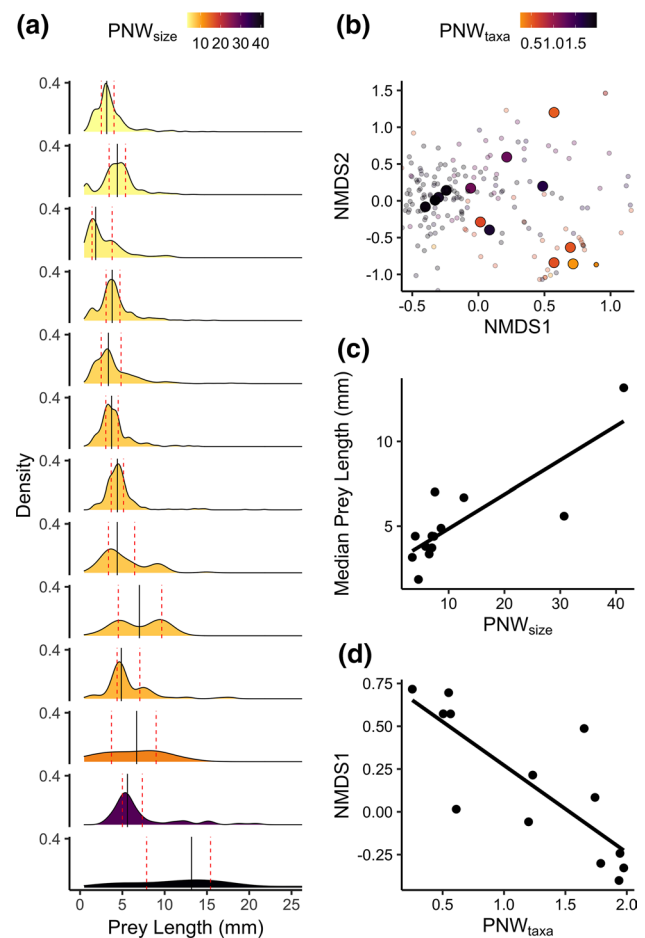 (a)
PNWsize
10 20 30 40
(b)
PNWtaxa
0.51.01.5
0.4
0.4
0.4
0.4
0.4
0.4
0.4
0.4
0.4
0.4
0.4
0.4
0.4
Density
0 5 10 15 20 25
Prey Length (mm)
1.5
1.0
0.5
0.0
-0.5
-1.0
NMDS2
-0.5 0.0 0.5 1.0
NMDS1
(c)
10
5
Median Prey Length (mm)
10 20 30 40
PNWsize
(d)
0.75
0.50
0.25
0.00
-0.25
NMDS1
0.5 1.0 1.5 2.0
PNWtaxa